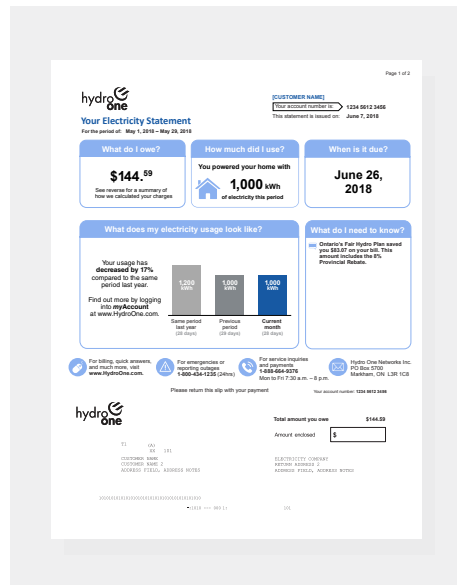 Page 1 of 2
hydro
one
[CUSTOMER NAME]
Your account number is: 1234 5612 3456
This statement is issued on: June 7, 2018
Your Electricity Statement
For the period of: May 1, 2018 – May 29, 2018
What do I owe?
$144.59
See reverse for a summary of
how we calculated your charges
How much did I use?
You powered your home with
1,000 kWh
of electricity this period
When is it due?
June 26,
2018
What does my electricity usage look like?
Your usage has
decreased by 17%
compared to the same
period last year.
Find out more by logging
into myAccount
at www.HydroOne.com.
1,200
kWh
1,000
kWh
1,000
kWh
Same period
last year
(28 days)
Previous
period
(29 days)
Current
month
(28 days)
What do I need to know?
Ontario's Fair Hydro Plan saved
you $83.07 on your bill. This
amount includes the 8%
Provincial Rebate.
For billing, quick answers,
and much more, visit
www.HydroOne.com.
For emergencies or
reporting outages
1-800-434-1235 (24hrs)
For service inquiries
and payments
1-888-664-9376
Mon to Fri 7:30 a.m. – 8 p.m.
Hydro One Networks Inc.
PO Box 5700
Markham, ON L3R 1C8
Please return this slip with your payment
Your account number: 1234 5612 3456
hydro
one
Total amount you owe $144.59
Amount enclosed $
T1 (A)
101
CUSTOMER NAME
CUSTOMER NAME 2
ADDRESS FIELD, ADDRESS NOTES
ELECTRICITY COMPANY
RETURN ADDRESS 2
ADDRESS FIELD, ADDRESS NOTES